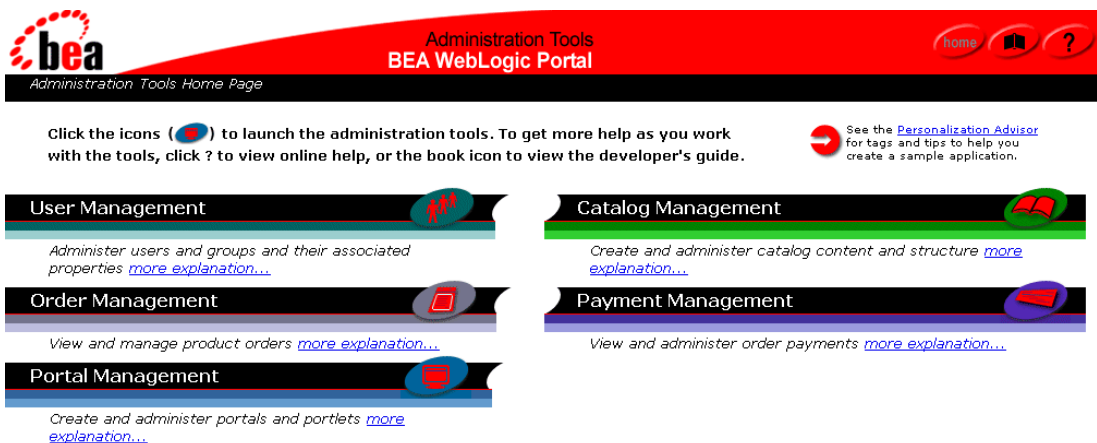 bea
Administration Tools
BEA WebLogic Portal
home
?
Administration Tools Home Page
Click the icons ( ) to launch the administration tools. To get more help as you work
with the tools, click ? to view online help, or the book icon to view the developer's guide.
See the Personalization Advisor
for tags and tips to help you
create a sample application.
User Management
Administer users and groups and their associated
properties more explanation...
Catalog Management
Create and administer catalog content and structure more
explanation...
Order Management
View and manage product orders more explanation...
Payment Management
View and administer order payments more explanation...
Portal Management
Create and administer portals and portlets more
explanation...